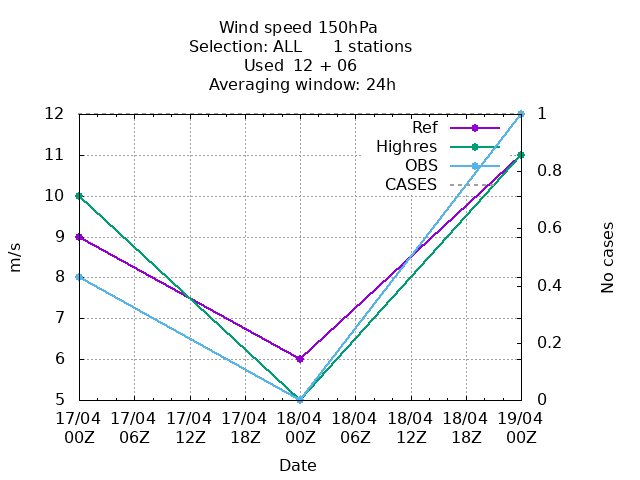 Wind speed 150hPa
Selection: ALL 1 stations
Used 12 + 06
Averaging window: 24h
12
11
10
9
8
7
6
5
m/s
1
0.8
0.6
0.4
0.2
0
No cases
Ref
Highres
OBS
CASES
17/04 17/04 17/04 17/04 18/04 18/04 18/04 18/04 19/04
00Z 06Z 12Z 18Z 00Z 06Z 12Z 18Z 00Z
Date